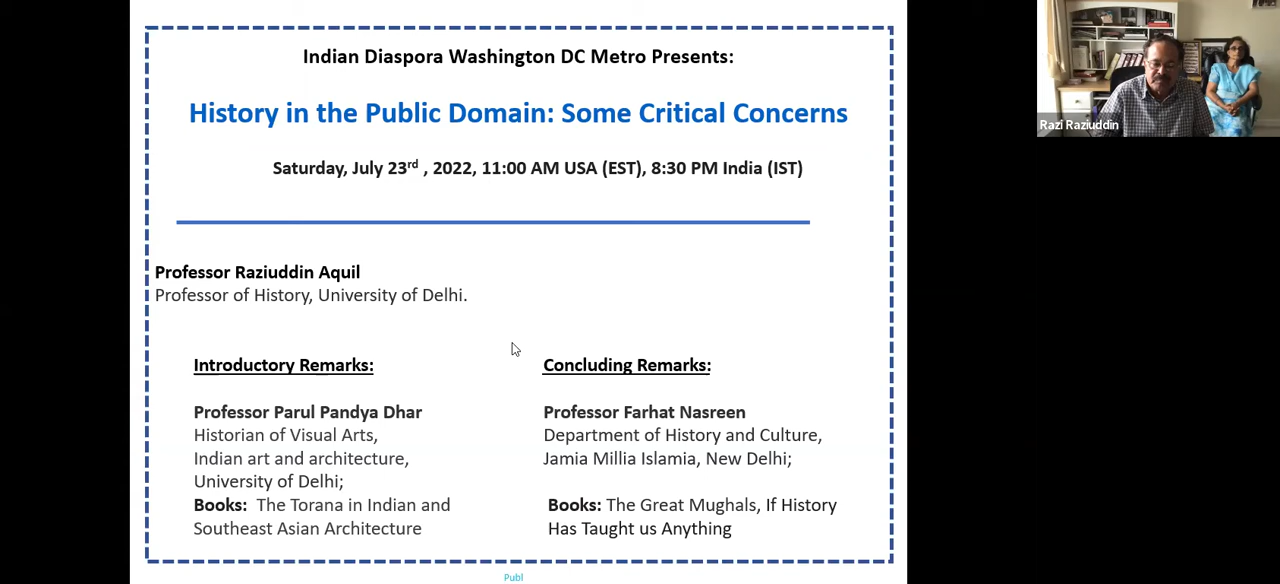 Indian Diaspora Washington DC Metro Presents:
History in the Public Domain: Some Critical Concerns
Saturday, July 23rd , 2022, 11:00 AM USA (EST), 8:30 PM India (IST)
Razi Raziuddin
Professor Raziuddin Aquil
Professor of History, University of Delhi.
Introductory Remarks:
Professor Parul Pandya Dhar
Historian of Visual Arts,
Indian art and architecture,
University of Delhi;
Books: The Torana in Indian and
Southeast Asian Architecture
Concluding Remarks:
Professor Farhat Nasreen
Department of History and Culture,
Jamia Millia Islamia, New Delhi;
Books: The Great Mughals, If History
Has Taught us Anything
Publ